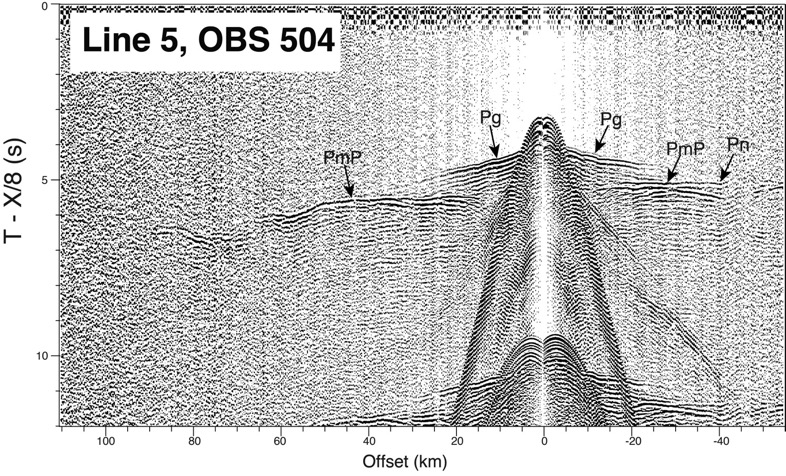 Line 5, OBS 504
0
5
10
T - X/8 (s)
PmP
Pg
Pg
PmP
Pn
100
80
60
40
20
0
-20
-40
Offset (km)